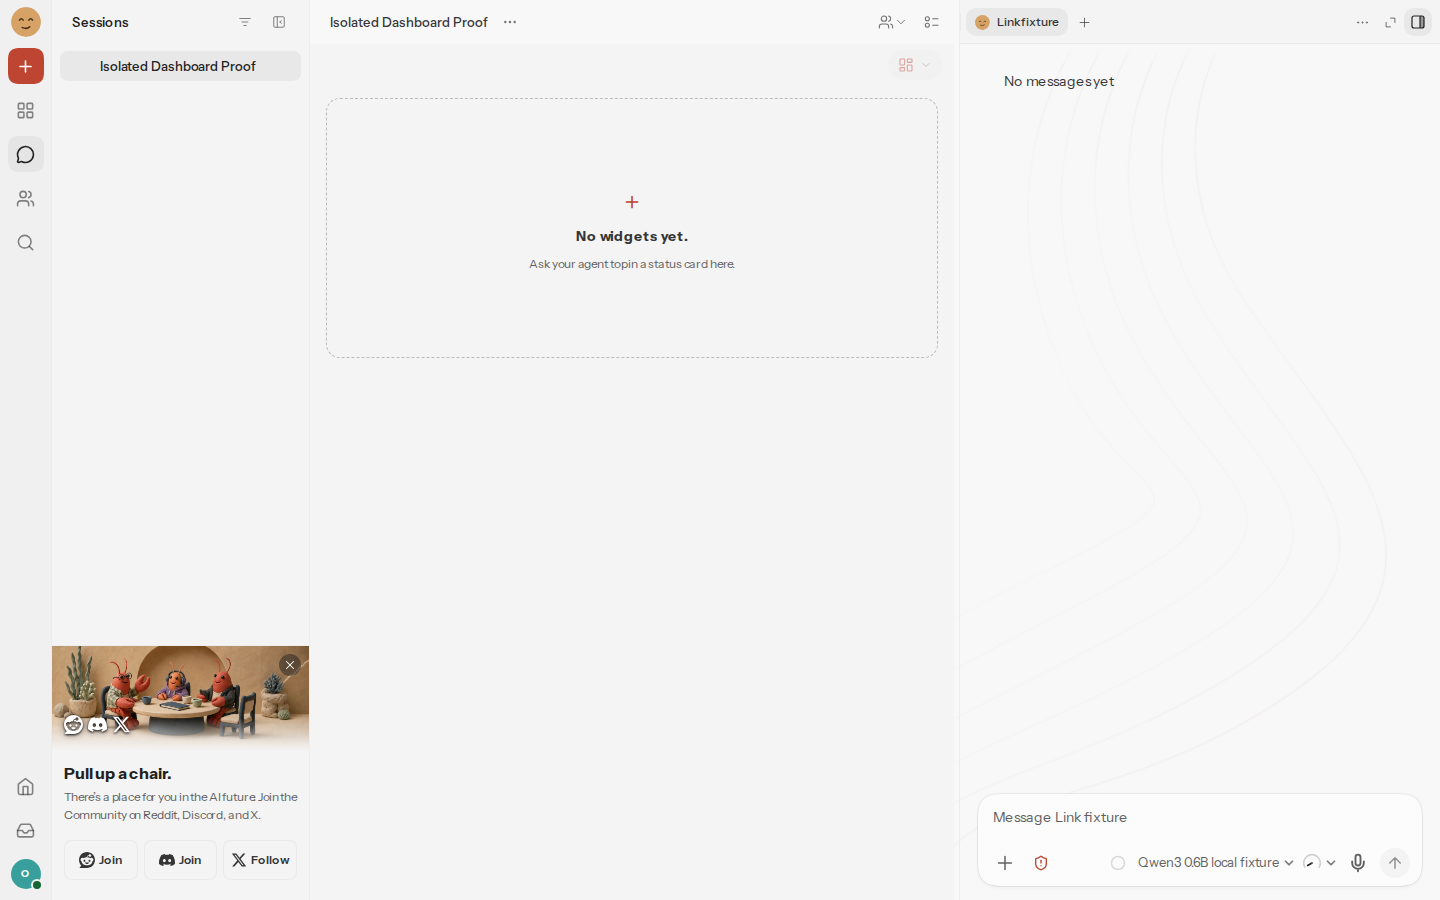 Sessions
Isolated Dashboard Proof
Isolated Dashboard Proof
No widgets yet.
Ask your agent to pin a status card here.
Linkfixture
No messages yet
Pull up a chair.
There's a place for you in the AI future. Join the
Community on Reddit, Discord, and X.
Join
Join
Follow
O
Message Link fixture
Qwen3 0.6B local fixture